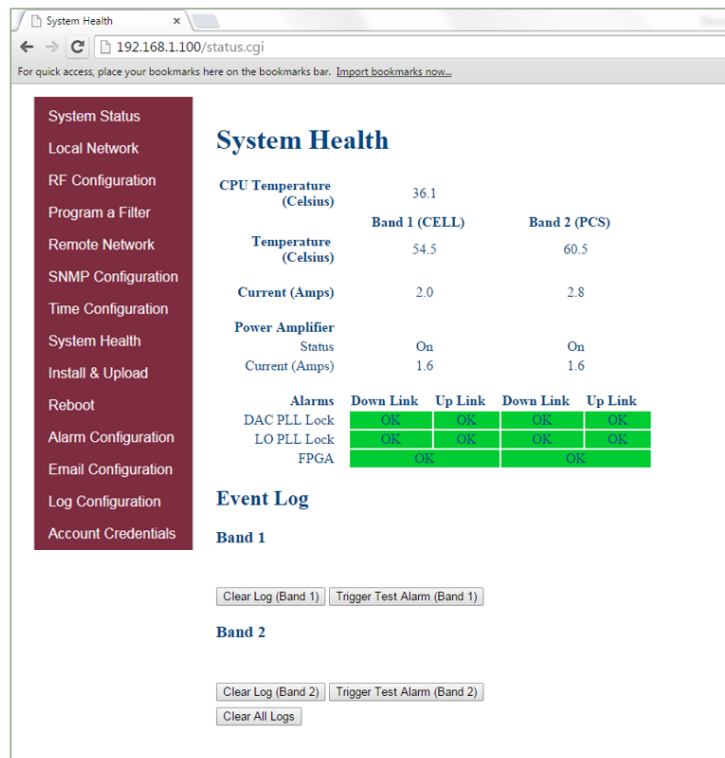 System Health
192.168.1.100/status.cgi
For quick access, place your bookmarks here on the bookmarks bar. Import bookmarks now...
System Status
Local Network
RF Configuration
Program a Filter
Remote Network
SNMP Configuration
Time Configuration
System Health
Install & Upload
Reboot
Alarm Configuration
Email Configuration
Log Configuration
Account Credentials
System Health
CPU Temperature
(Celsius) 36.1
Band 1 (CELL) Band 2 (PCS)
Temperature
(Celsius) 54.5 60.5
Current (Amps) 2.0 2.8
Power Amplifier
Status On On
Current (Amps) 1.6 1.6
Alarms Down Link Up Link Down Link Up Link
DAC PLL Lock OK OK OK OK
LO PLL Lock OK OK OK OK
FPGA OK OK
Event Log
Band 1
Clear Log (Band 1) Trigger Test Alarm (Band 1)
Band 2
Clear Log (Band 2) Trigger Test Alarm (Band 2)
Clear All Logs